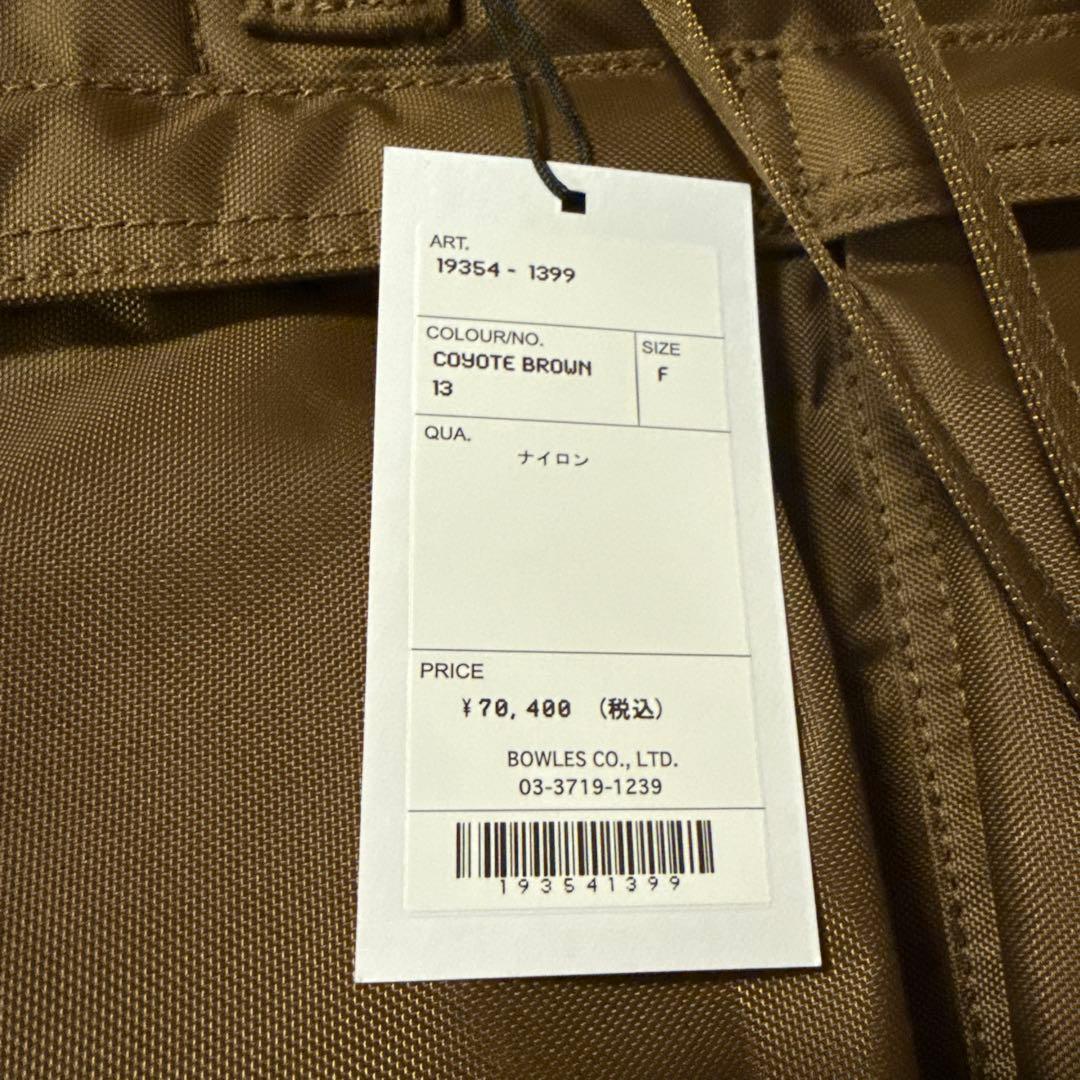 ART.
19354 - 1399
COLOUR/NO.
COYOTE BROWN
13
SIZE
F
QUA.
ナイロン
PRICE
¥70,400 (税込)
BOWLES CO., LTD.
03-3719-1239
193541399